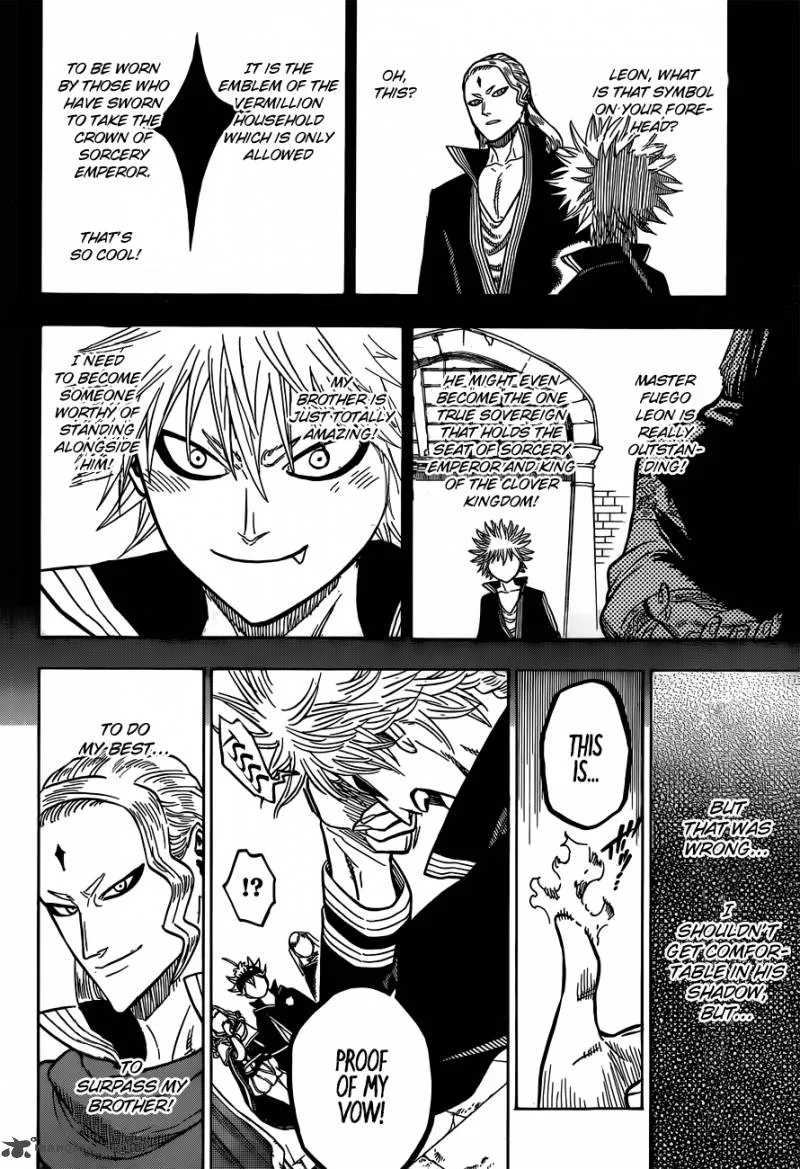 LEON, WHAT
IS THAT
SYMBOL
ON YOUR FORE-
HEAD?
OH,
THIS?
IT IS THE
EMBLEM OF THE
VERMILLION
HOUSEHOLD
WHICH IS ONLY
ALLOWED
TO BE WORN
BY THOSE WHO
HAVE SWORN
TO TAKE THE
CROWN OF
SORCERY
EMPEROR.
THAT'S
SO COOL!
MASTER
FUEGO
LEON IS
REALLY
OUTSTAN-
DING!
HE MIGHT EVEN
BECOME THE ONE
TRUE SOVEREIGN
THAT HOLDS THE
SEAT OF SORCERY
EMPEROR AND KING
OF THE CLOVER
KINGDOM!
MY
BROTHER IS
JUST TOTALLY
AMAZING!
I NEED
TO BECOME
SOMEONE
WORTHY OF
STANDING
ALONGSIDE
HIM!
BUT
THAT WAS
WRONG...
I
SHOULDN'T
GET COMFOR-
TABLE IN HIS
SHADOW,
BUT...
THIS
IS...
TSSSS
!?
PROOF
OF MY
VOW!
TO DO
MY BEST...
TO
SURPASS MY
BROTHER!